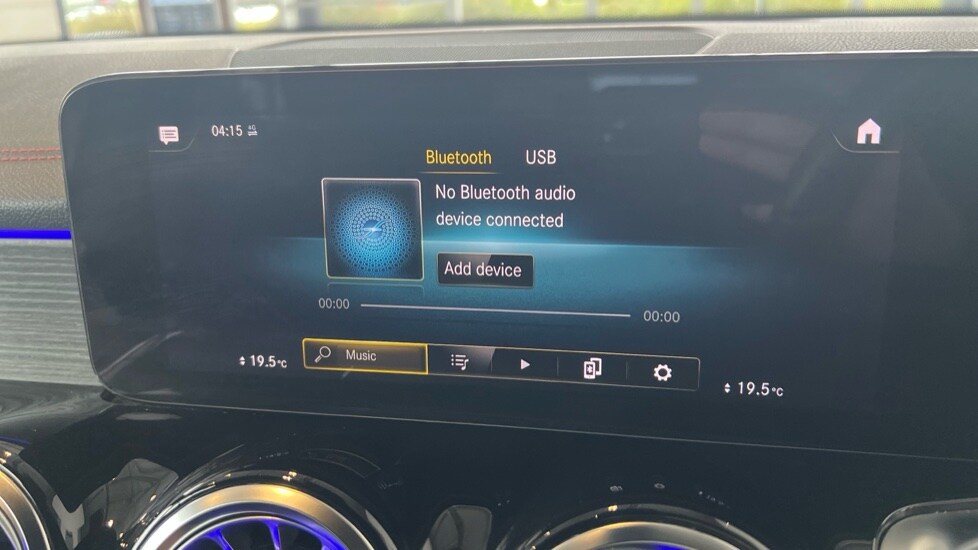 04:15 4G
Bluetooth USB
No Bluetooth audio
device connected
Add device
00:00 00:00
Music
19.5°C 19.5°C